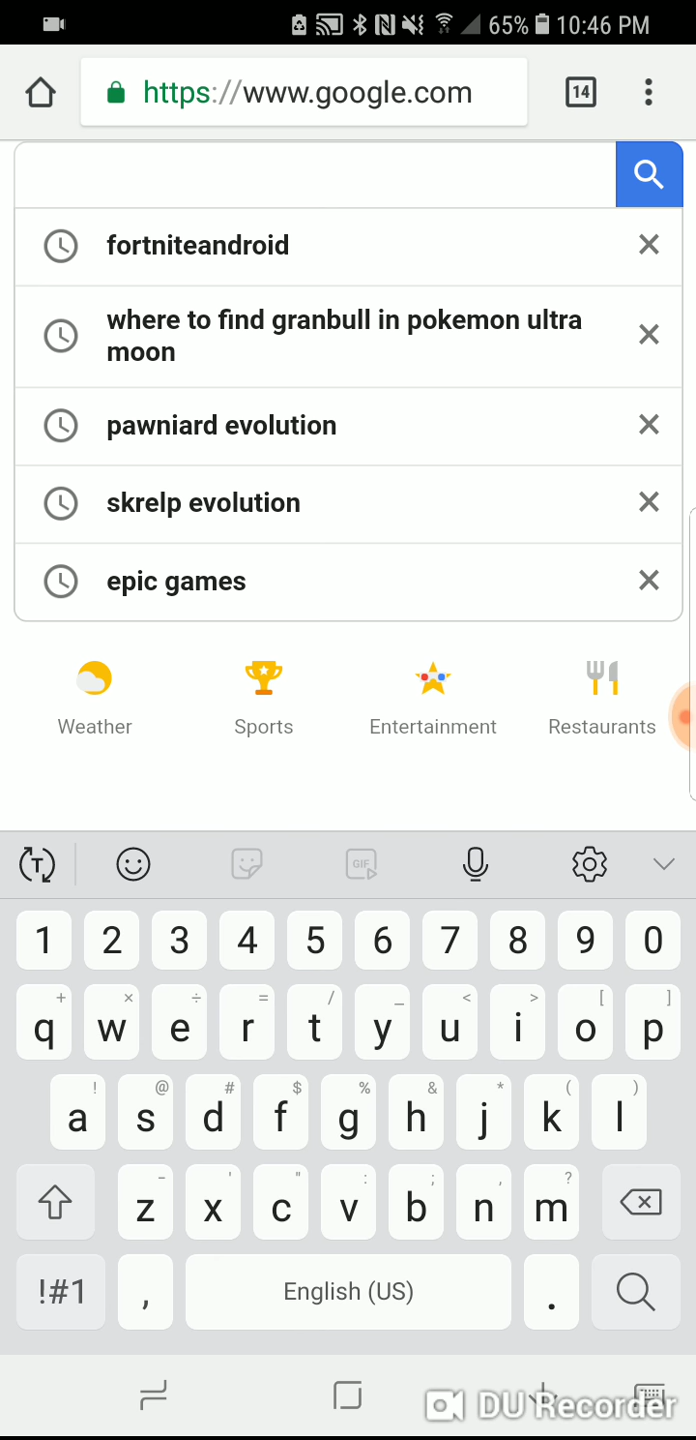 65% 10:46 PM
https://www.google.com
14
fortniteandroid
where to find granbull in pokemon ultra
moon
pawniard evolution
skrelp evolution
epic games
Weather Sports Entertainment Restaurants
T GIF
1 2 3 4 5 6 7 8 9 0
+ × ÷ = / _ < > [ ]
q w e r t y u i o p
! @ # $ % & * ( )
a s d f g h j k l
- ' " : ; , ?
z x c v b n m
!#1 , English (US) .
DU Recorder